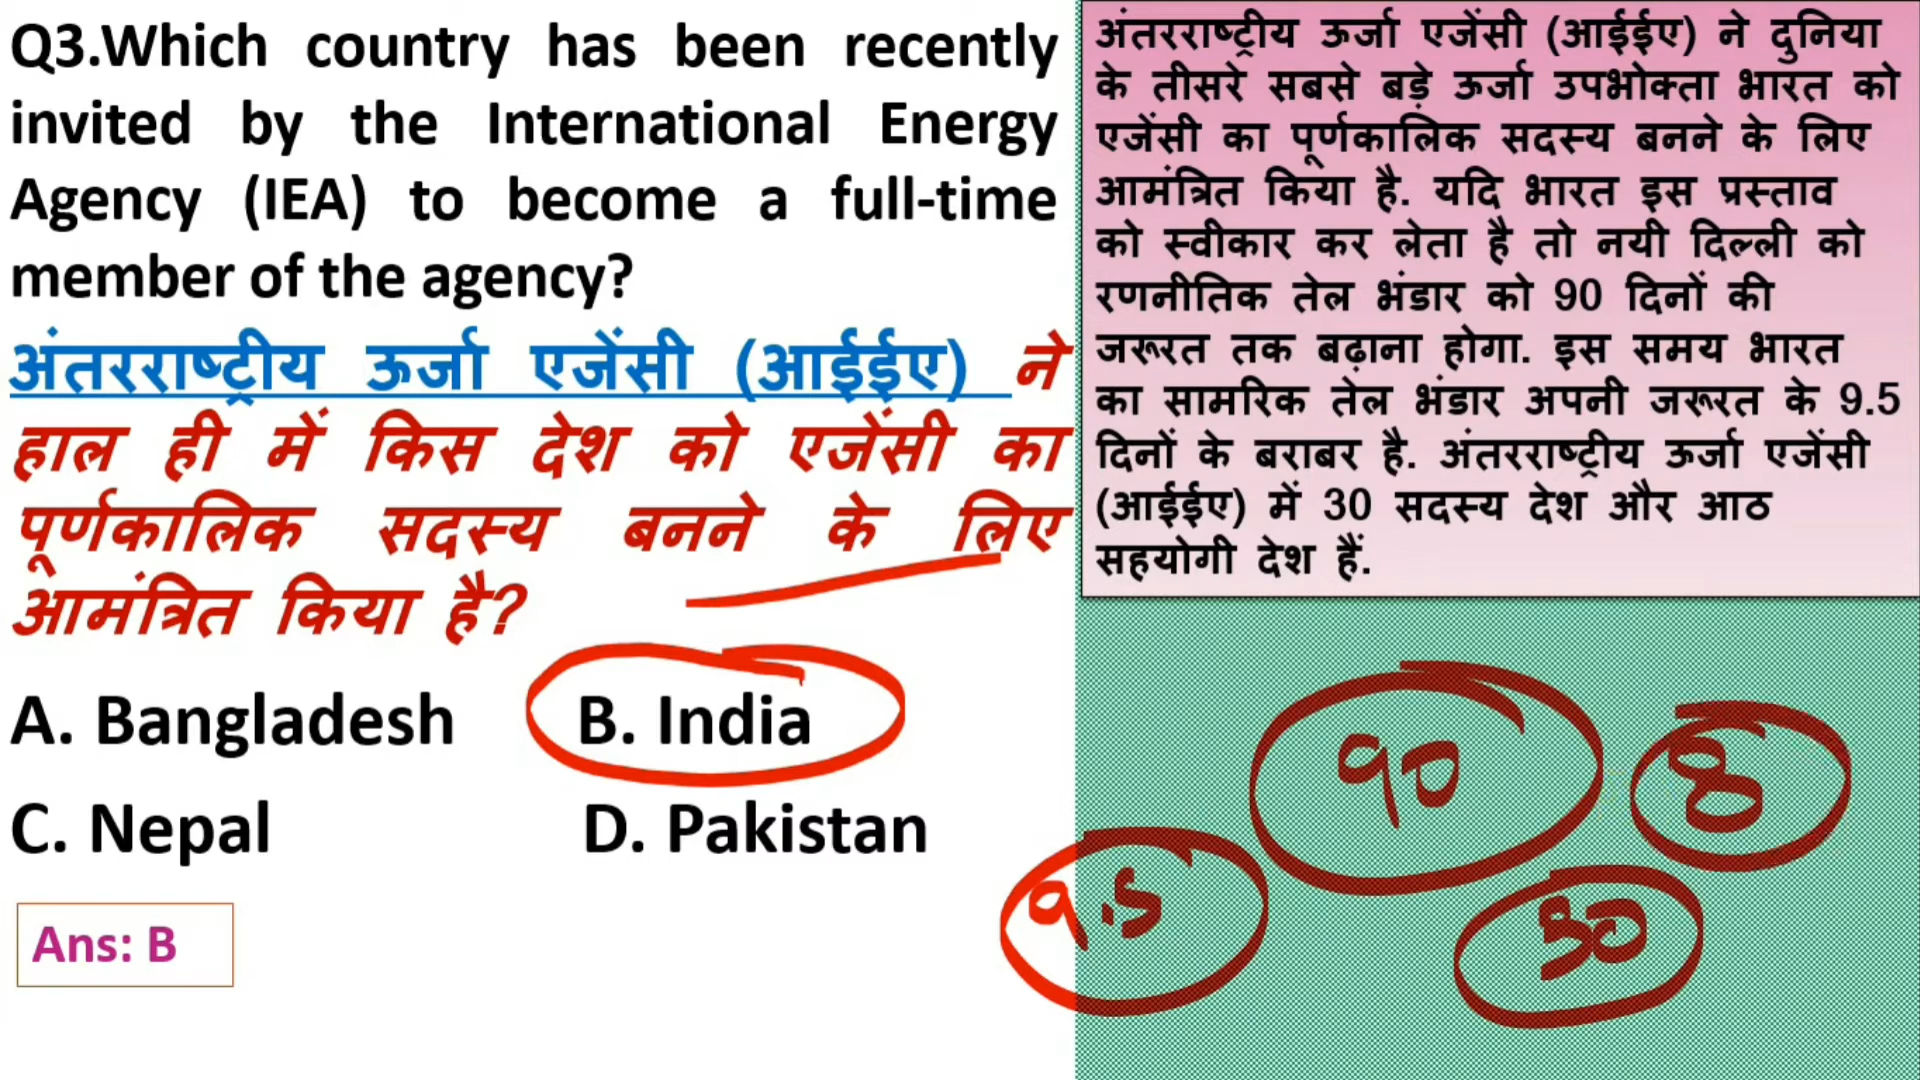 Q3.Which country has been recently
invited by the International Energy
Agency (IEA) to become a full-time
member of the agency?
अंतरराष्ट्रीय ऊर्जा एजेंसी (आईईए) ने
हाल ही में किस देश को एजेंसी का
पूर्णकालिक सदस्य बनने के लिए
आमंत्रित किया है?
A. Bangladesh B. India
C. Nepal D. Pakistan
Ans: B
अंतरराष्ट्रीय ऊर्जा एजेंसी (आईईए) ने दुनिया
के तीसरे सबसे बड़े ऊर्जा उपभोक्ता भारत को
एजेंसी का पूर्णकालिक सदस्य बनने के लिए
आमंत्रित किया है. यदि भारत इस प्रस्ताव
को स्वीकार कर लेता है तो नयी दिल्ली को
रणनीतिक तेल भंडार को 90 दिनों की
जरूरत तक बढ़ाना होगा. इस समय भारत
का सामरिक तेल भंडार अपनी जरूरत के 9.5
दिनों के बराबर है. अंतरराष्ट्रीय ऊर्जा एजेंसी
(आईईए) में 30 सदस्य देश और आठ
सहयोगी देश हैं.
90 8
9.5 30